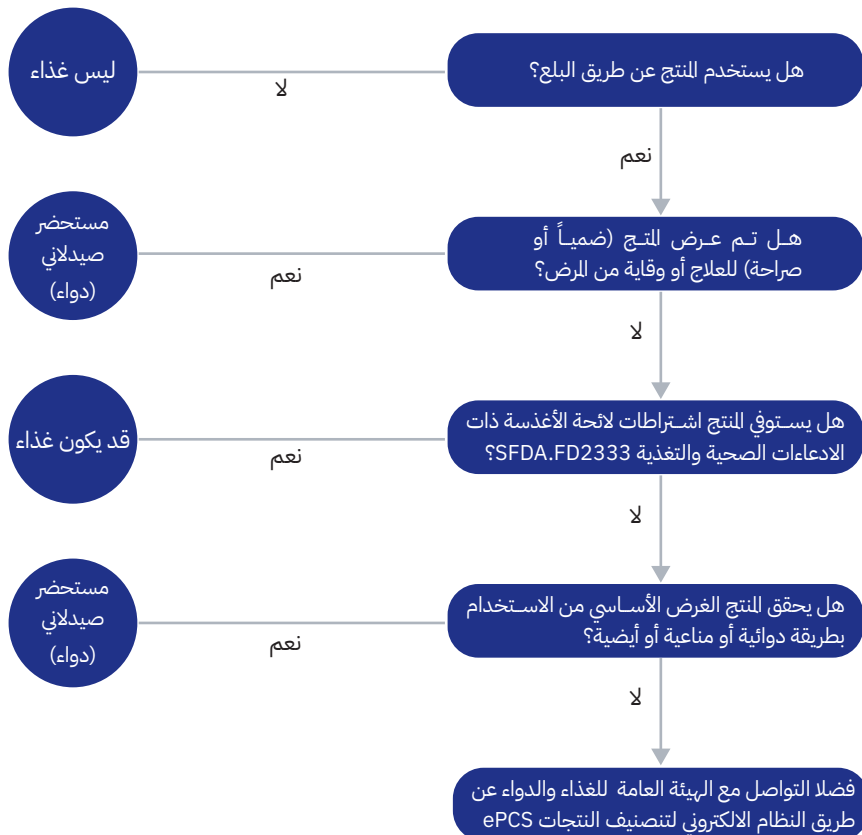 هل يستخدم المنتج عن طريق البلع؟
لا
ليس غذاء
نعم
هل تم عرض المتج (ضمياً أو
صراحة) للعلاج أو وقاية من المرض؟
نعم
مستحضر
صيدلاني
(دواء)
لا
هل يستوفي المنتج اشتراطات لائحة الأغذسة ذات
الادعاءات الصحية والتغذية SFDA.FD2333؟
نعم
قد يكون غذاء
لا
هل يحقق المنتج الغرض الأساسي من الاستخدام
بطريقة دوائية أو مناعية أو أيضية؟
نعم
مستحضر
صيدلاني
(دواء)
لا
فضلا التواصل مع الهيئة العامة للغذاء والدواء عن
طريق النظام الالكتروني لتنصنيف النتجات ePCS